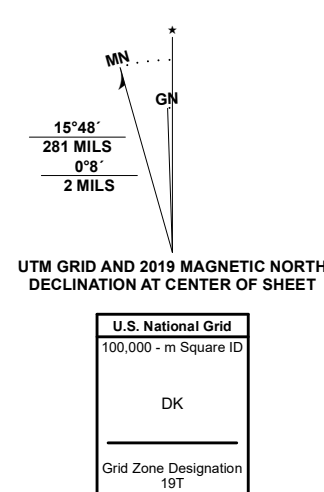 ★
MN
GN
15°48´
281 MILS
0°8´
2 MILS
UTM GRID AND 2019 MAGNETIC NORTH
DECLINATION AT CENTER OF SHEET
U.S. National Grid
100,000 - m Square ID
DK
Grid Zone Designation
19T